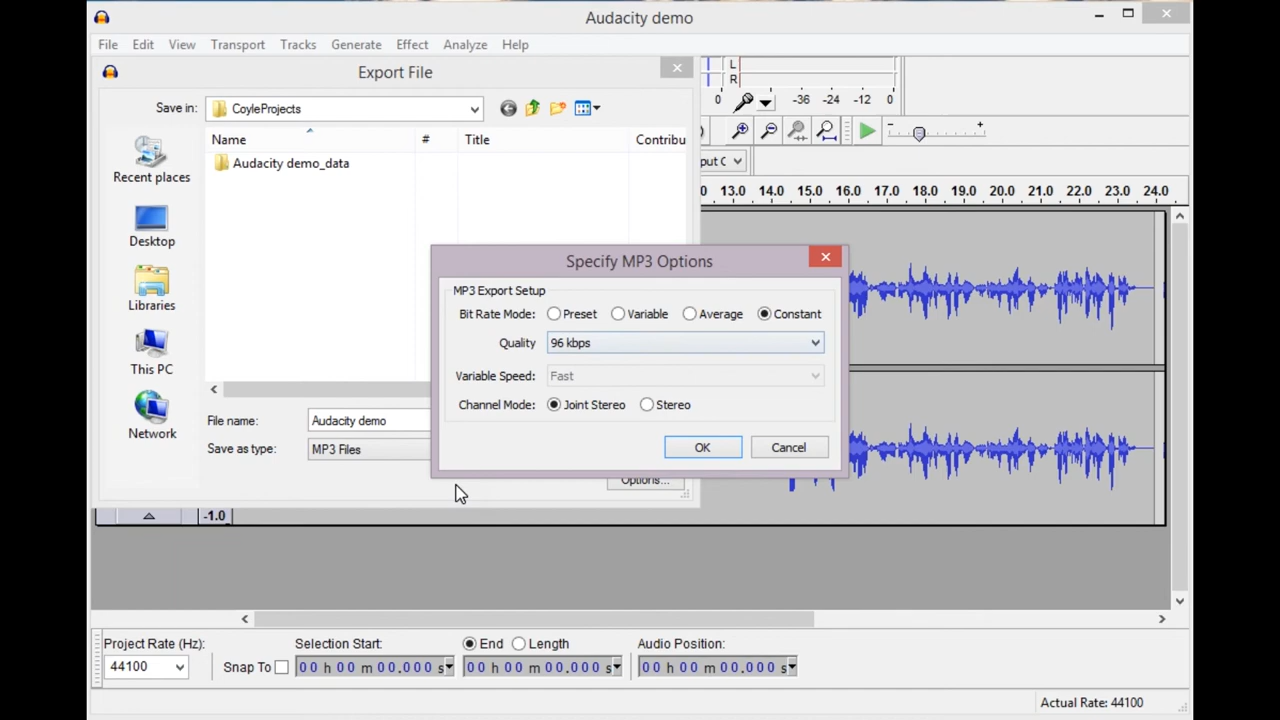 Audacity demo
File Edit View Transport Tracks Generate Effect Analyze Help
Export File
Save in: CoyleProjects
Name # Title Contribu
Audacity demo_data
Recent places
Desktop
Libraries
This PC
Network
File name: Audacity demo
Save as type: MP3 Files
Options...
L
R
0 -36 -24 -12 0
- +
put C
0 13.0 14.0 15.0 16.0 17.0 18.0 19.0 20.0 21.0 22.0 23.0 24.0
Specify MP3 Options
MP3 Export Setup
Bit Rate Mode: Preset Variable Average Constant
Quality 96 kbps
Variable Speed: Fast
Channel Mode: Joint Stereo Stereo
OK Cancel
-1.0
Project Rate (Hz): Selection Start: End Length Audio Position:
44100 Snap To 00 h 00 m 00.000 s 00 h 00 m 00.000 s 00 h 00 m 00.000 s
Actual Rate: 44100